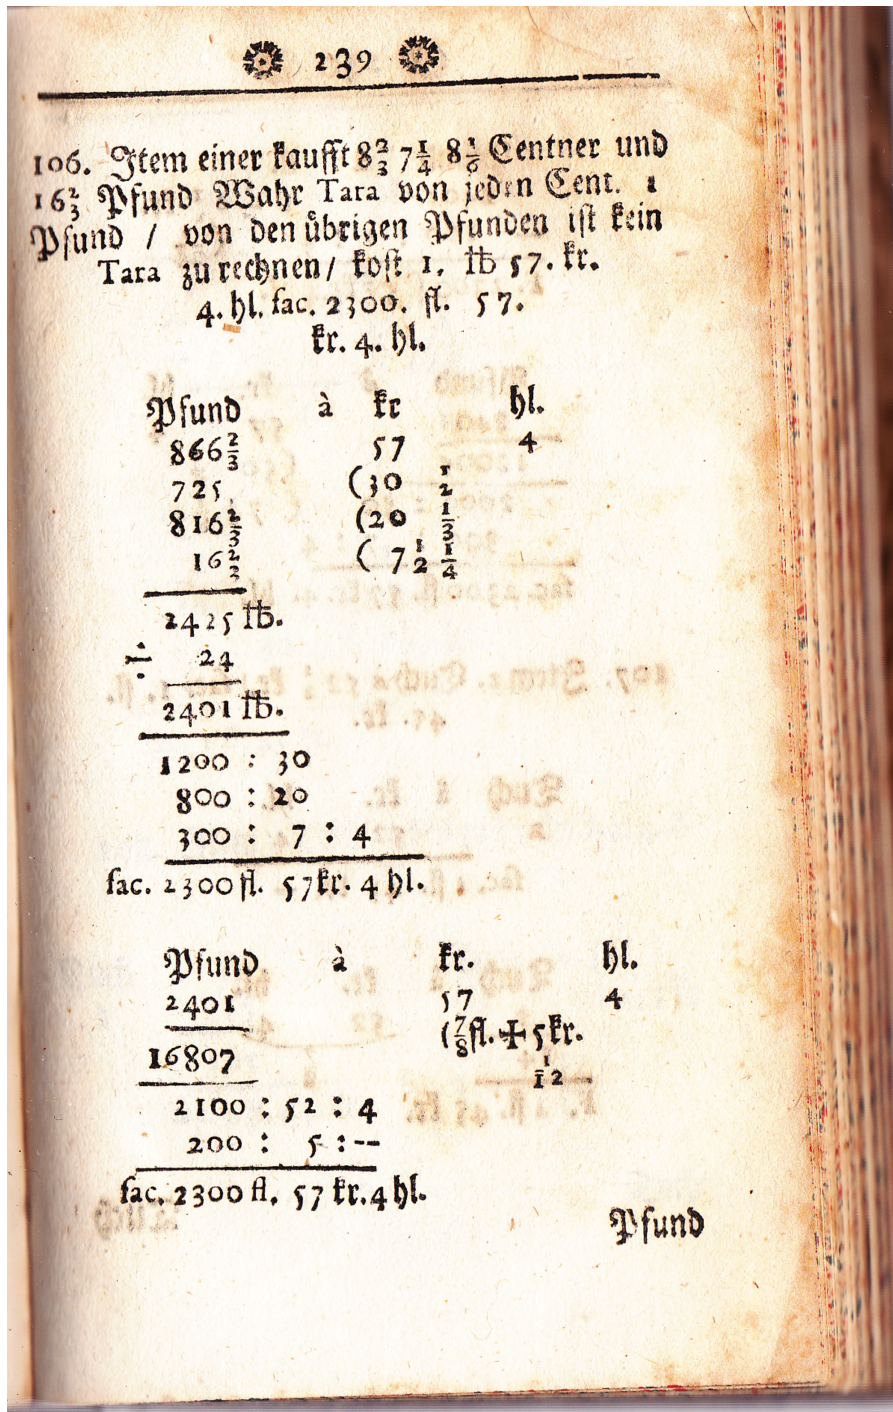 239
106. Item einer kaufft 8⅔ 7¼ 8⅙ Centner und
16⅔ Pfund Wahr Tara von jeden Cent. 1
Pfund / von den übrigen Pfunden ist kein
Tara zu rechnen / kost 1. ℔ 57. kr.
4. hl. fac. 2300. fl. 57.
kr. 4. hl.
Pfund à kr hl.
866⅔ 57 4
725 (30 ½
816⅔ (20 ⅓
16⅔ ( 7½ ¼
2425 ℔.
÷ 24
2401 ℔.
1200 : 30
800 : 20
300 : 7 : 4
fac. 2300 fl. 57 kr. 4 hl.
Pfund à kr. hl.
2401 57 4
(⅞ fl. + 5 kr.
16807 1/12
2100 : 52 : 4
200 : 5 : --
fac. 2300 fl. 57 kr. 4 hl.
Pfund